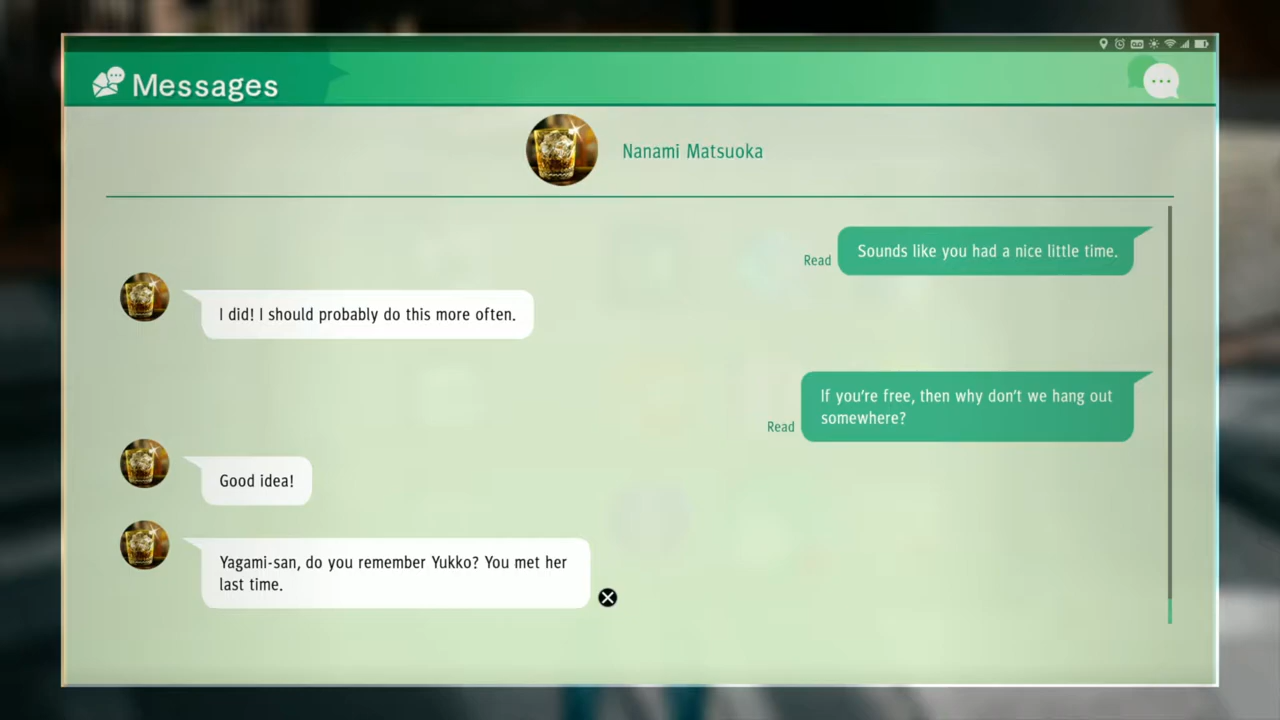 Messages
Nanami Matsuoka
Sounds like you had a nice little time.
Read
I did! I should probably do this more often.
If you're free, then why don't we hang out
somewhere?
Read
Good idea!
Yagami-san, do you remember Yukko? You met her
last time.